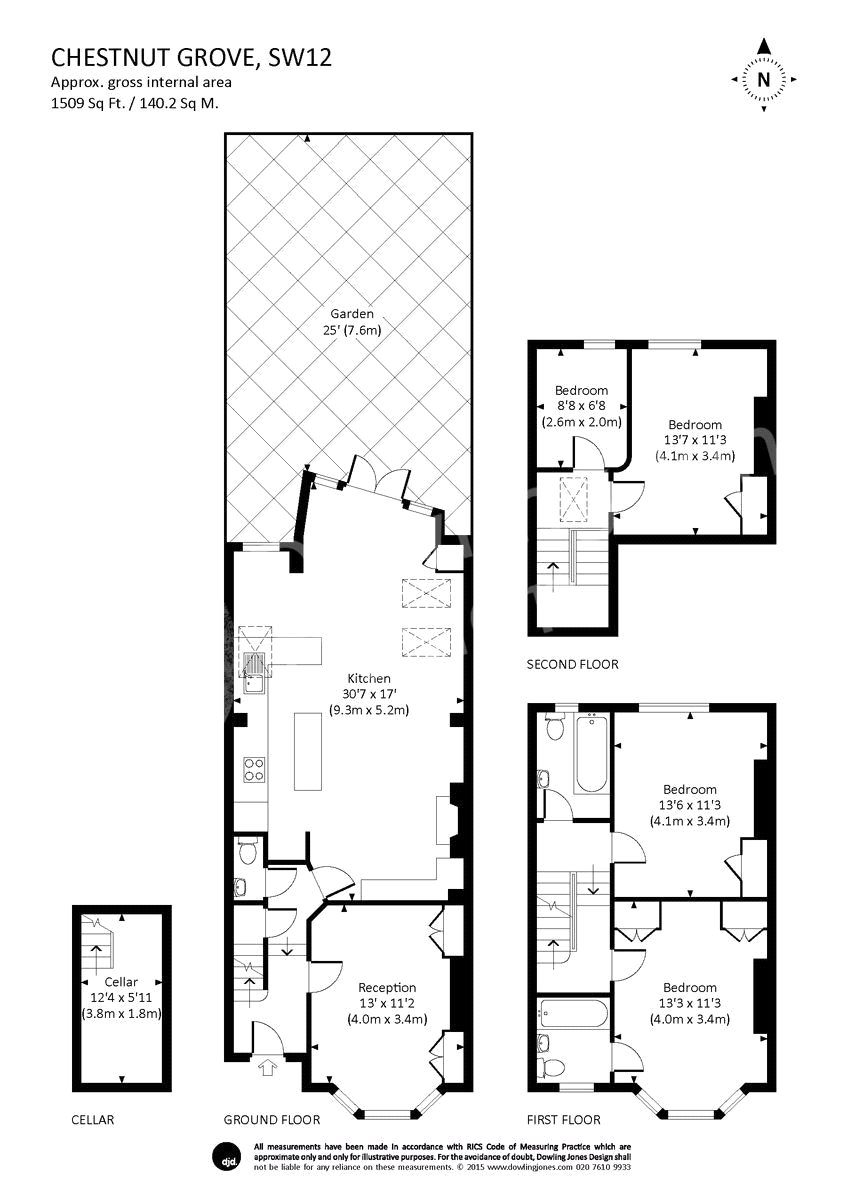 CHESTNUT GROVE, SW12
Approx. gross internal area
1509 Sq Ft. / 140.2 Sq M.
N
Garden
25' (7.6m)
Bedroom
8'8 x 6'8
(2.6m x 2.0m)
Bedroom
13'7 x 11'3
(4.1m x 3.4m)
SECOND FLOOR
Kitchen
30'7 x 17'
(9.3m x 5.2m)
Bedroom
13'6 x 11'3
(4.1m x 3.4m)
Cellar
12'4 x 5'11
(3.8m x 1.8m)
Reception
13' x 11'2
(4.0m x 3.4m)
Bedroom
13'3 x 11'3
(4.0m x 3.4m)
CELLAR
GROUND FLOOR
FIRST FLOOR
djd.
All measurements have been made in accordance with RICS Code of Measuring Practice which are
approximate only and only for illustrative purposes. For the avoidance of doubt, Dowling Jones Design shall
not be liable for any reliance on these measurements. © 2015 www.dowlingjones.com 020 7610 9933